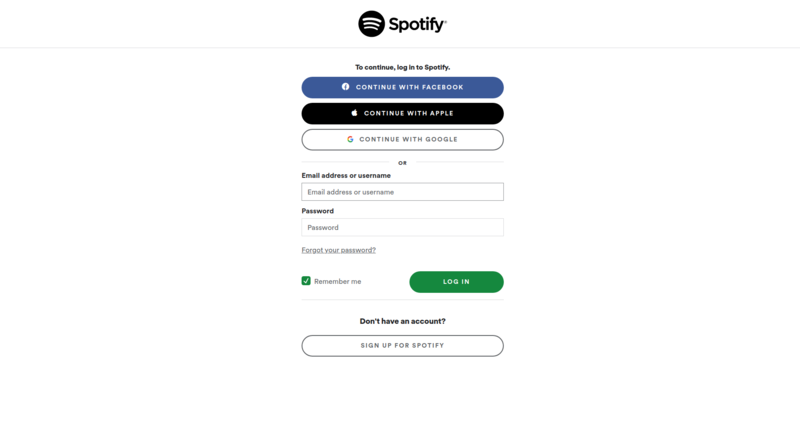 Spotify®
To continue, log in to Spotify.
CONTINUE WITH FACEBOOK
CONTINUE WITH APPLE
CONTINUE WITH GOOGLE
OR
Email address or username
Email address or username
Password
Password
Forgot your password?
Remember me
LOG IN
Don't have an account?
SIGN UP FOR SPOTIFY